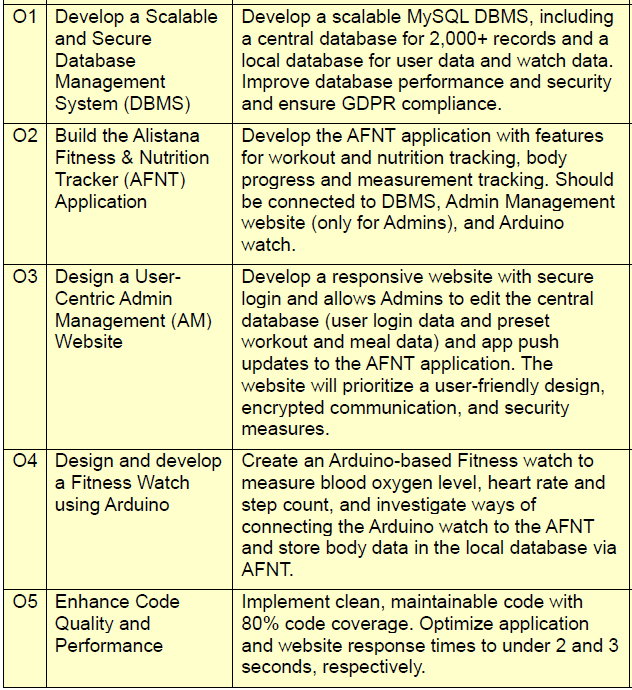 O1
Develop a Scalable
and Secure
Database
Management
System (DBMS)
Develop a scalable MySQL DBMS, including
a central database for 2,000+ records and a
local database for user data and watch data.
Improve database performance and security
and ensure GDPR compliance.
O2
Build the Alistana
Fitness & Nutrition
Tracker (AFNT)
Application
Develop the AFNT application with features
for workout and nutrition tracking, body
progress and measurement tracking. Should
be connected to DBMS, Admin Management
website (only for Admins), and Arduino
watch.
O3
Design a User-
Centric Admin
Management (AM)
Website
Develop a responsive website with secure
login and allows Admins to edit the central
database (user login data and preset
workout and meal data) and app push
updates to the AFNT application. The
website will prioritize a user-friendly design,
encrypted communication, and security
measures.
O4
Design and develop
a Fitness Watch
using Arduino
Create an Arduino-based Fitness watch to
measure blood oxygen level, heart rate and
step count, and investigate ways of
connecting the Arduino watch to the AFNT
and store body data in the local database via
AFNT.
O5
Enhance Code
Quality and
Performance
Implement clean, maintainable code with
80% code coverage. Optimize application
and website response times to under 2 and 3
seconds, respectively.